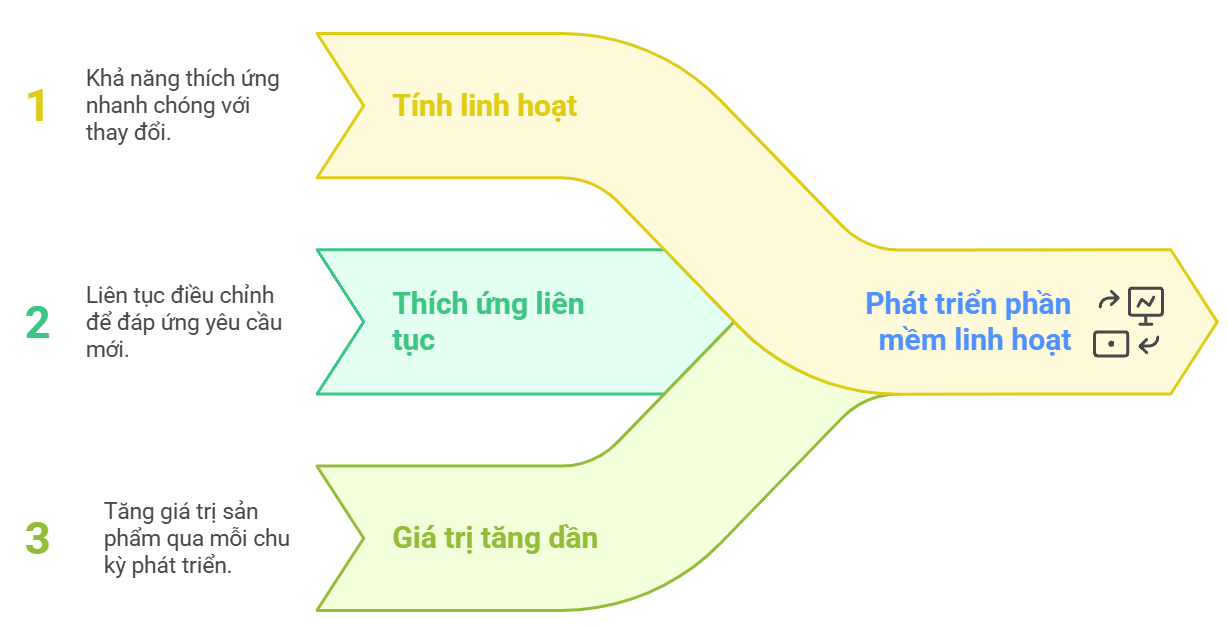 1
Khả năng thích ứng
nhanh chóng với
thay đổi.
Tính linh hoạt
2
Liên tục điều chỉnh
để đáp ứng yêu cầu
mới.
Thích ứng liên
tục
Phát triển phần
mềm linh hoạt
3
Tăng giá trị sản
phẩm qua mỗi chu
kỳ phát triển.
Giá trị tăng dần